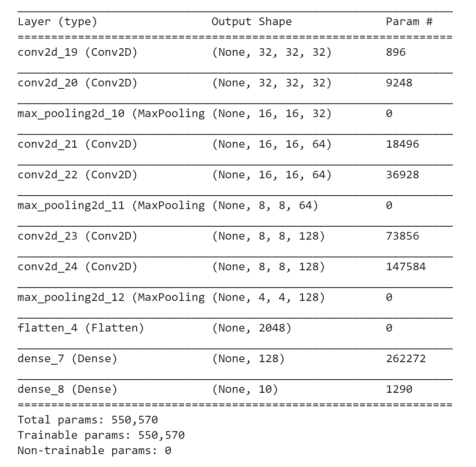 Layer (type) Output Shape Param #
conv2d_19 (Conv2D) (None, 32, 32, 32) 896
conv2d_20 (Conv2D) (None, 32, 32, 32) 9248
max_pooling2d_10 (MaxPooling (None, 16, 16, 32) 0
conv2d_21 (Conv2D) (None, 16, 16, 64) 18496
conv2d_22 (Conv2D) (None, 16, 16, 64) 36928
max_pooling2d_11 (MaxPooling (None, 8, 8, 64) 0
conv2d_23 (Conv2D) (None, 8, 8, 128) 73856
conv2d_24 (Conv2D) (None, 8, 8, 128) 147584
max_pooling2d_12 (MaxPooling (None, 4, 4, 128) 0
flatten_4 (Flatten) (None, 2048) 0
dense_7 (Dense) (None, 128) 262272
dense_8 (Dense) (None, 10) 1290
Total params: 550,570
Trainable params: 550,570
Non-trainable params: 0